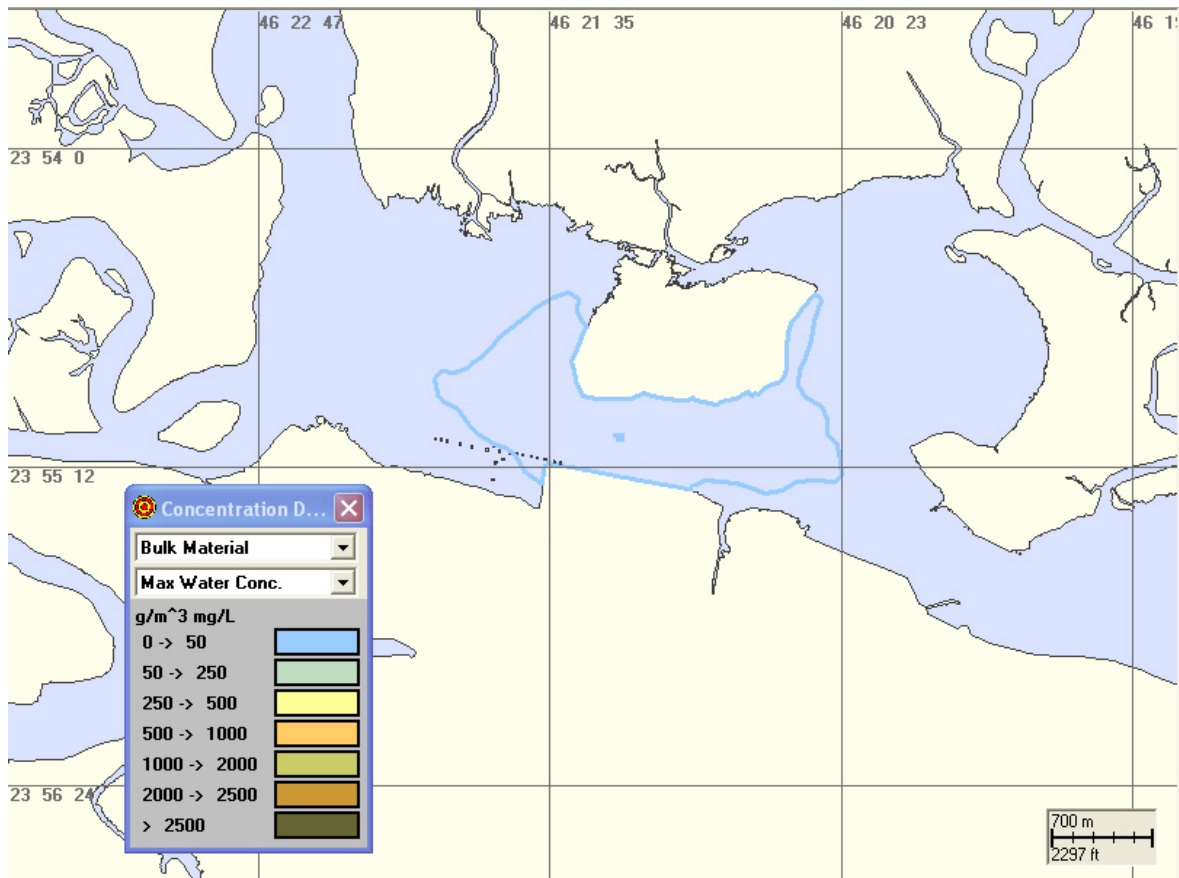 46 22 47
46 21 35
46 20 23
46 19
23 54 0
23 55 12
Concentration D...
Bulk Material
Max Water Conc.
g/m^3 mg/L
0 -> 50
50 -> 250
250 -> 500
500 -> 1000
1000 -> 2000
2000 -> 2500
> 2500
23 56 24
700 m
2297 ft